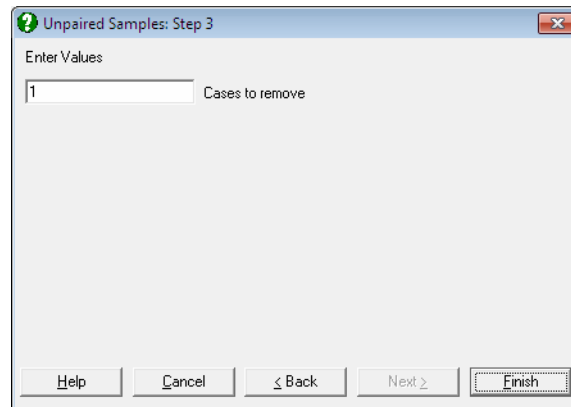 Unpaired Samples: Step 3
Enter Values
1 Cases to remove
Help Cancel < Back Next > Finish